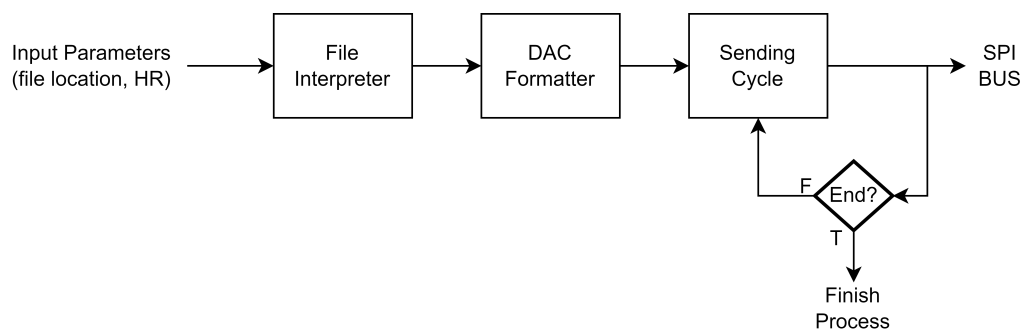 Input Parameters
(file location, HR)
File
Interpreter
DAC
Formatter
Sending
Cycle
SPI
BUS
F
End?
T
Finish
Process